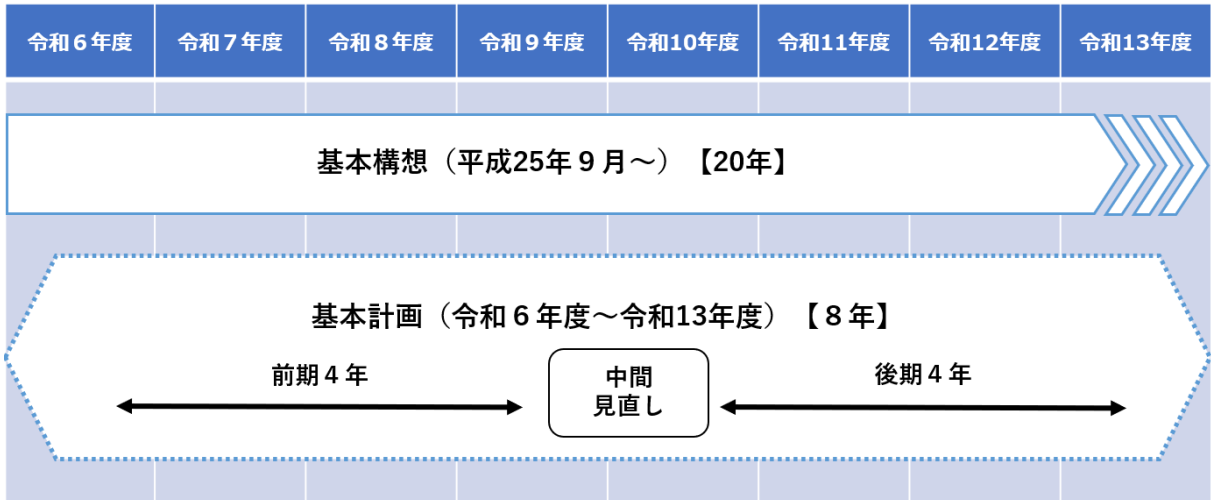 令和６年度
令和７年度
令和８年度
令和９年度
令和10年度
令和11年度
令和12年度
令和13年度
基本構想（平成25年９月～）【20年】
基本計画（令和６年度～令和13年度）【８年】
前期４年
中間
見直し
後期４年